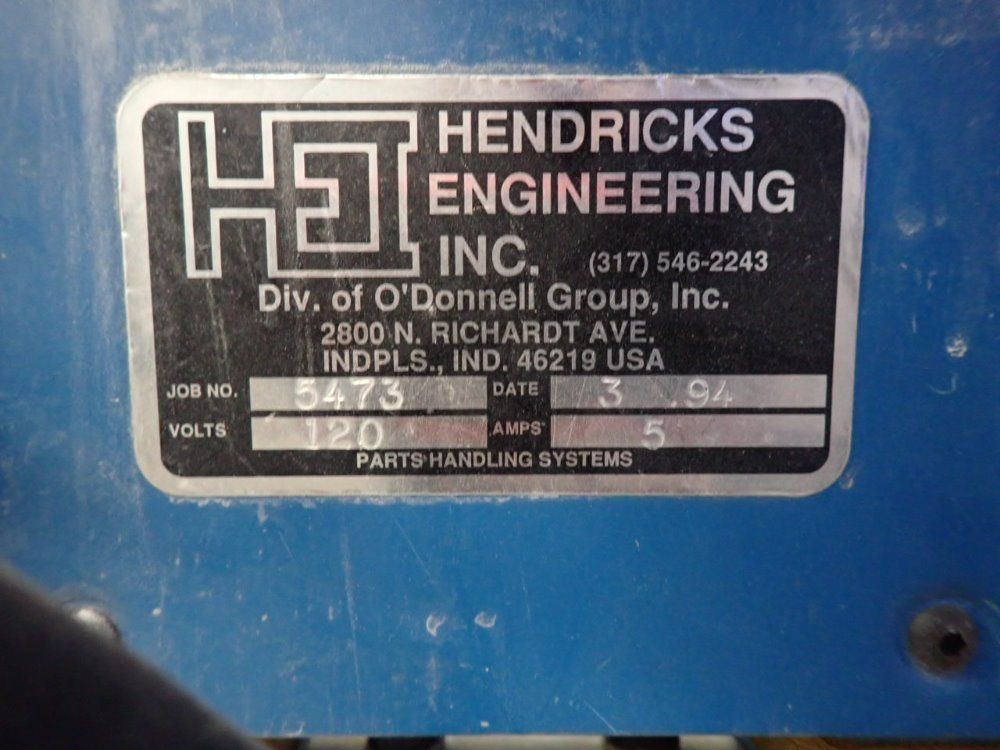 HEI HENDRICKS
ENGINEERING
INC. (317) 546-2243
Div. of O'Donnell Group, Inc.
2800 N. RICHARDT AVE.
INDPLS., IND. 46219 USA
JOB NO. 5473 DATE 3 .94
VOLTS 120 AMPS 5
PARTS HANDLING SYSTEMS